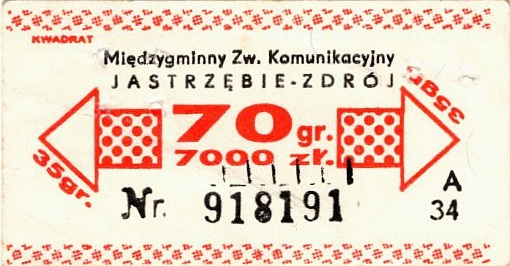 KWADRAT
Międzygminny Zw. Komunikacyjny
JASTRZĘBIE-ZDRÓJ
35gr.
70 gr.
7000 zł.
35gr.
Nr. 918191
A
34